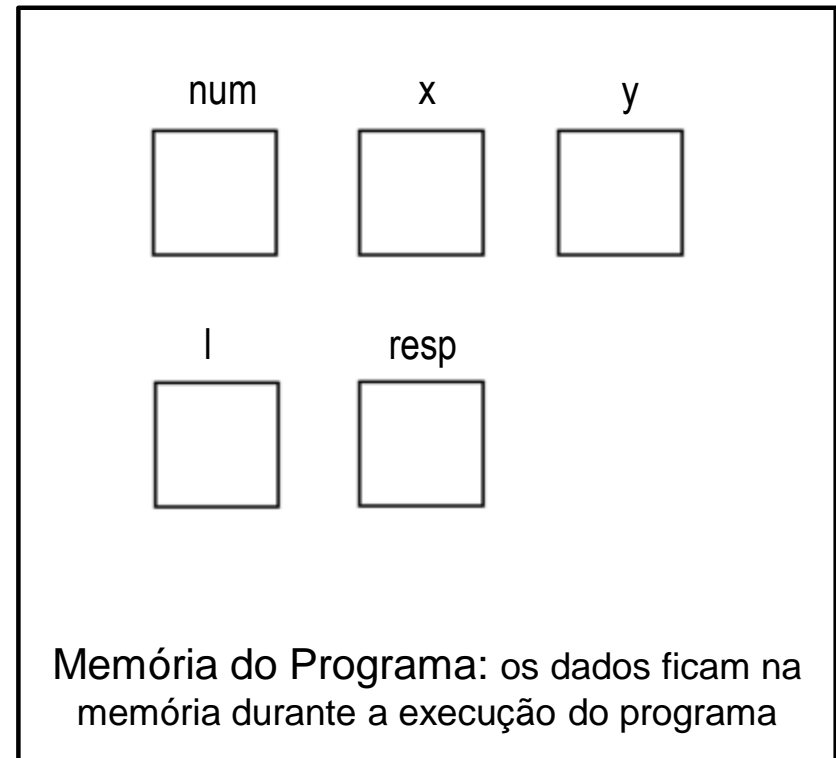 num x y
l resp
Memória do Programa: os dados ficam na
memória durante a execução do programa